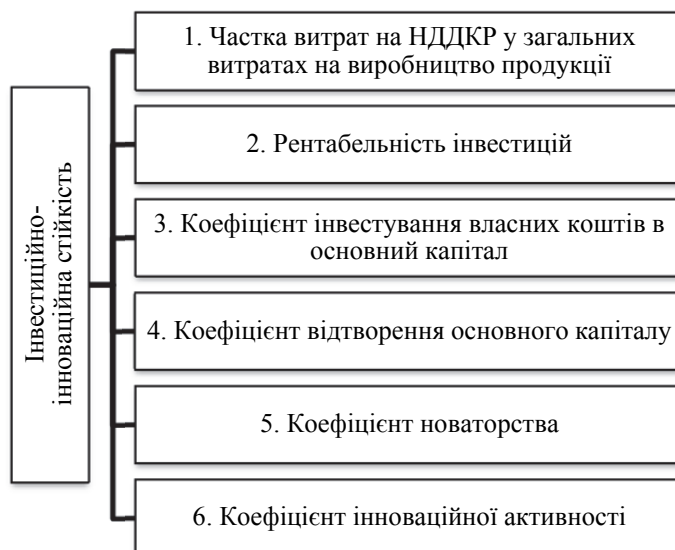 Інвестиційно-
інноваційна стійкість
1. Частка витрат на НДДКР у загальних
витратах на виробництво продукції
2. Рентабельність інвестицій
3. Коефіцієнт інвестування власних коштів в
основний капітал
4. Коефіцієнт відтворення основного капіталу
5. Коефіцієнт новаторства
6. Коефіцієнт інноваційної активності